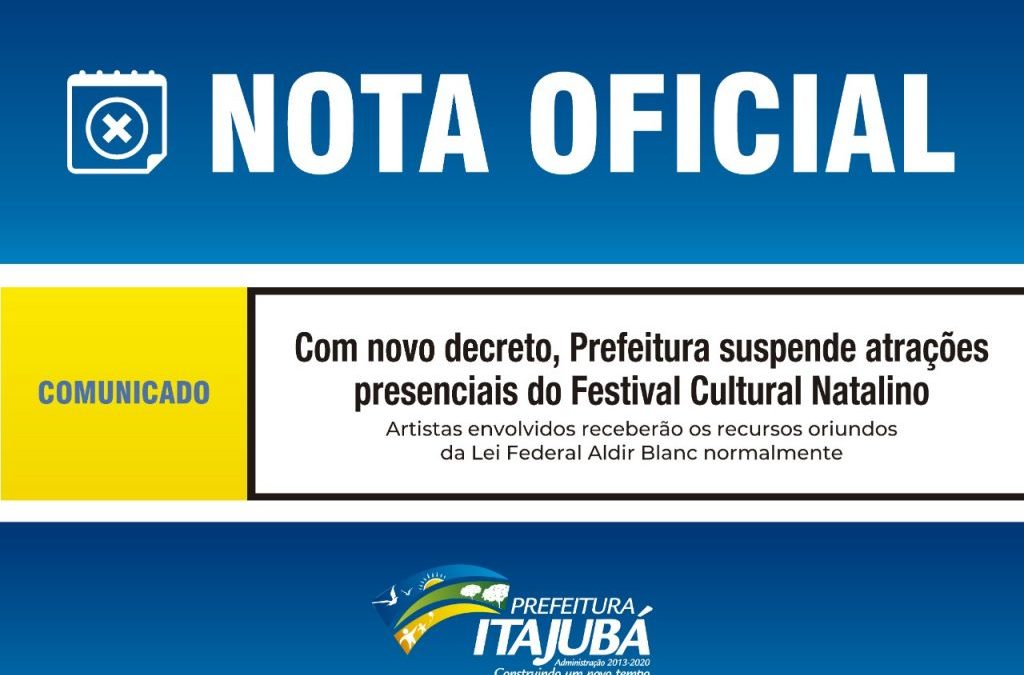 NOTA OFICIAL
COMUNICADO
Com novo decreto, Prefeitura suspende atrações
presenciais do Festival Cultural Natalino
Artistas envolvidos receberão os recursos oriundos
da Lei Federal Aldir Blanc normalmente
PREFEITURA
ITAJUBÁ
Administração 2013-2020
Construindo um novo tempo